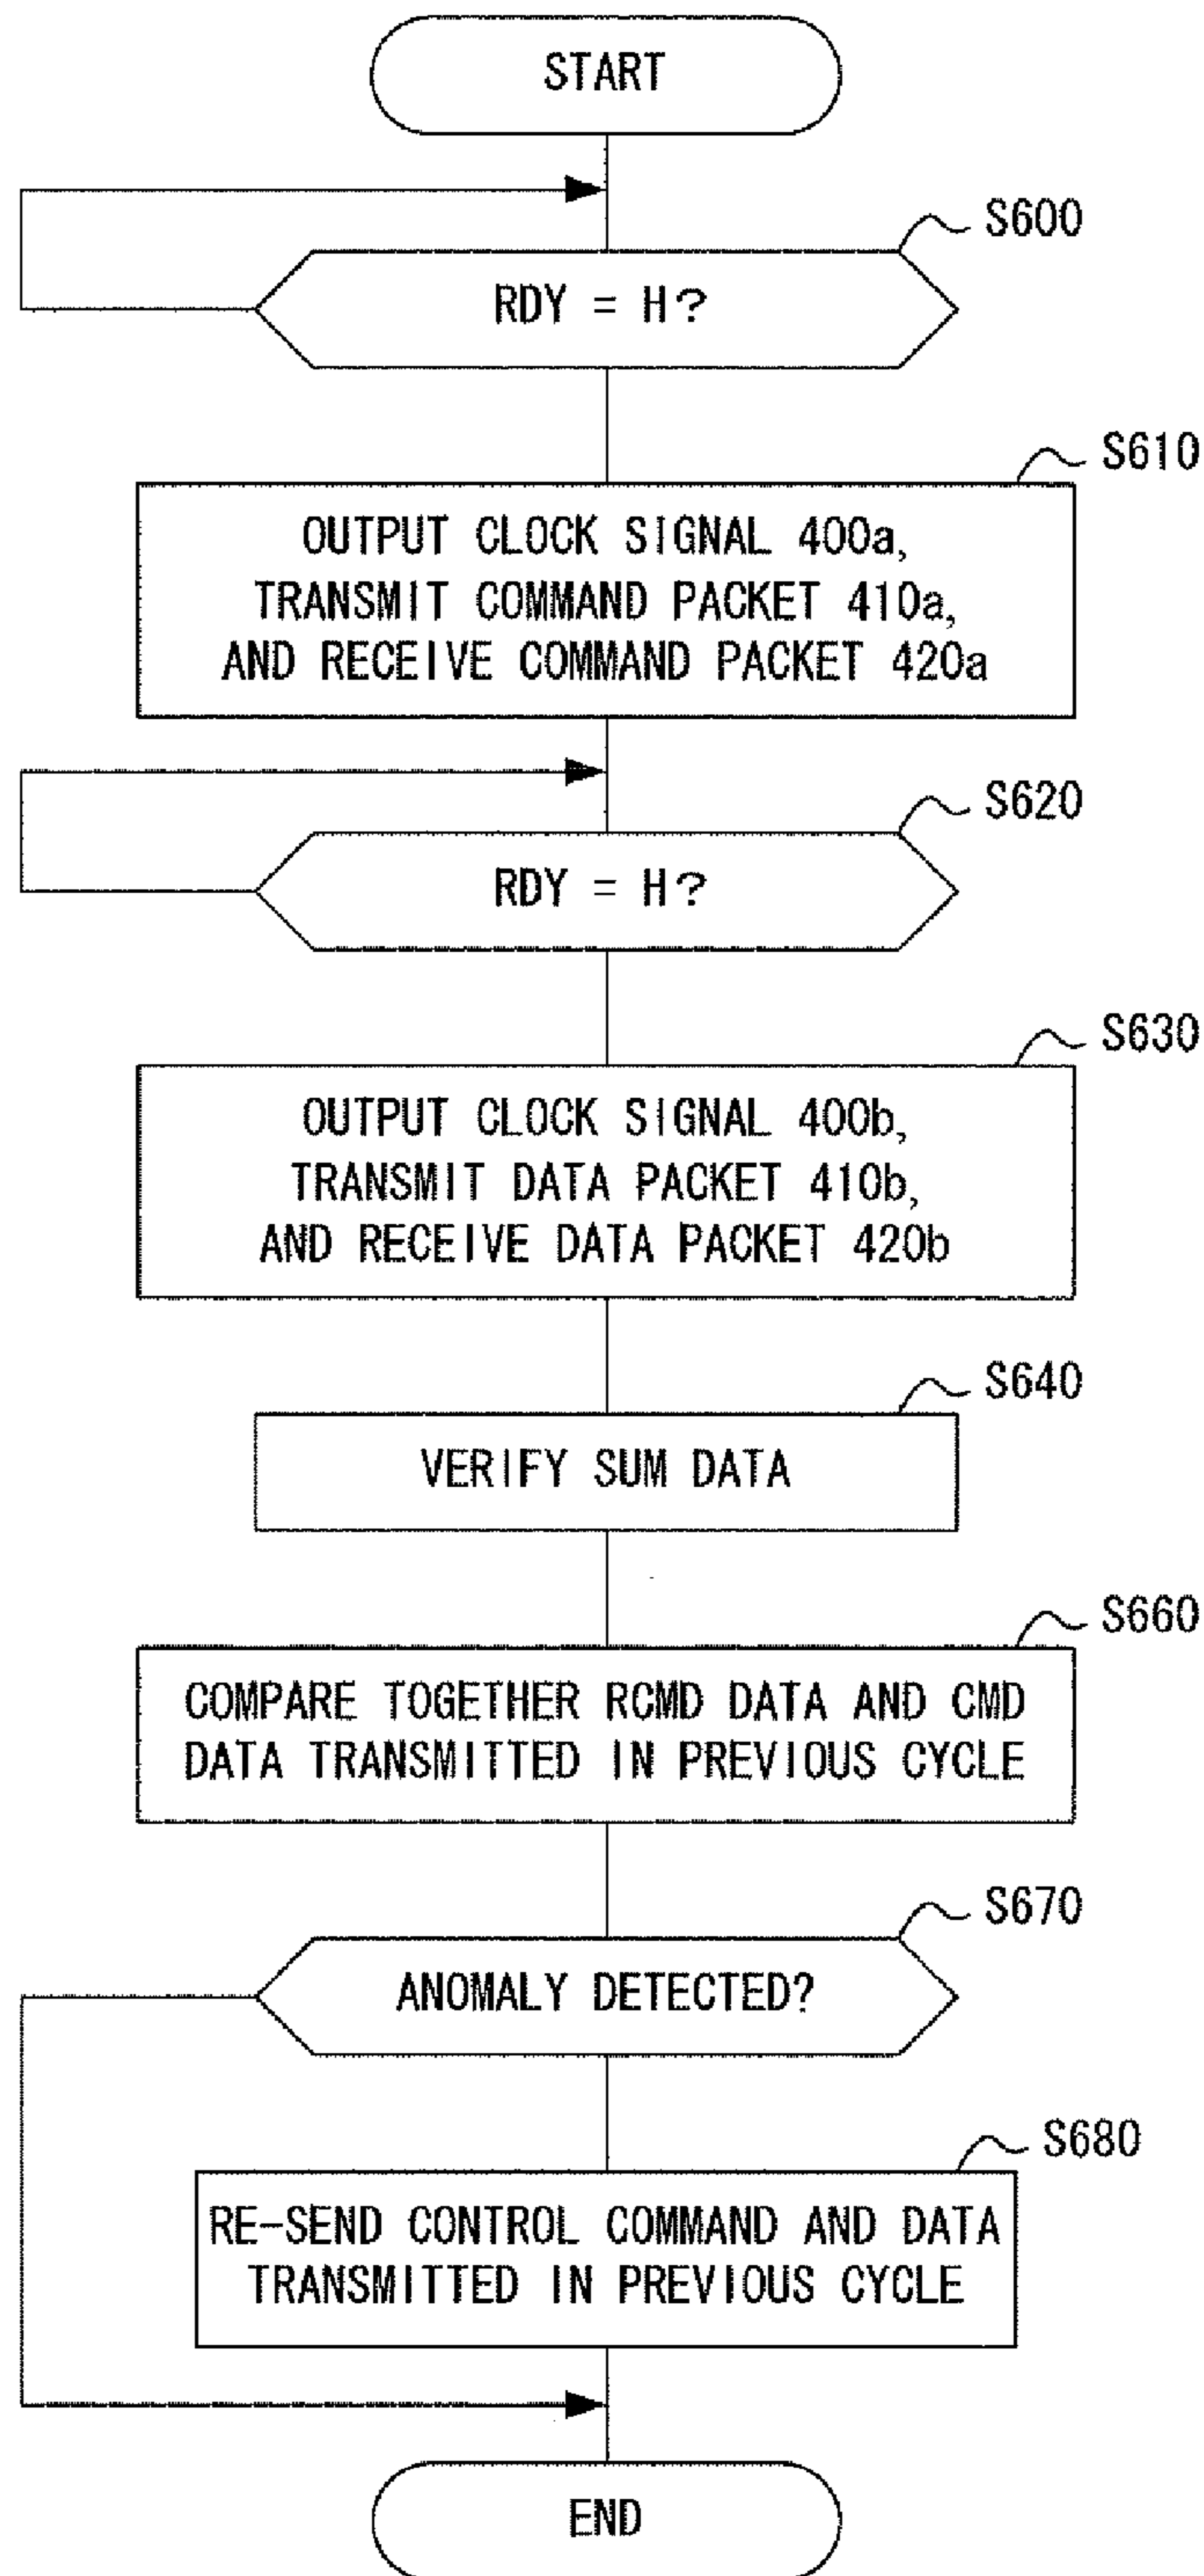 START
S600
RDY = H?
S610
OUTPUT CLOCK SIGNAL 400a,
TRANSMIT COMMAND PACKET 410a,
AND RECEIVE COMMAND PACKET 420a
S620
RDY = H?
S630
OUTPUT CLOCK SIGNAL 400b,
TRANSMIT DATA PACKET 410b,
AND RECEIVE DATA PACKET 420b
S640
VERIFY SUM DATA
S660
COMPARE TOGETHER RCMD DATA AND CMD
DATA TRANSMITTED IN PREVIOUS CYCLE
S670
ANOMALY DETECTED?
S680
RE-SEND CONTROL COMMAND AND DATA
TRANSMITTED IN PREVIOUS CYCLE
END